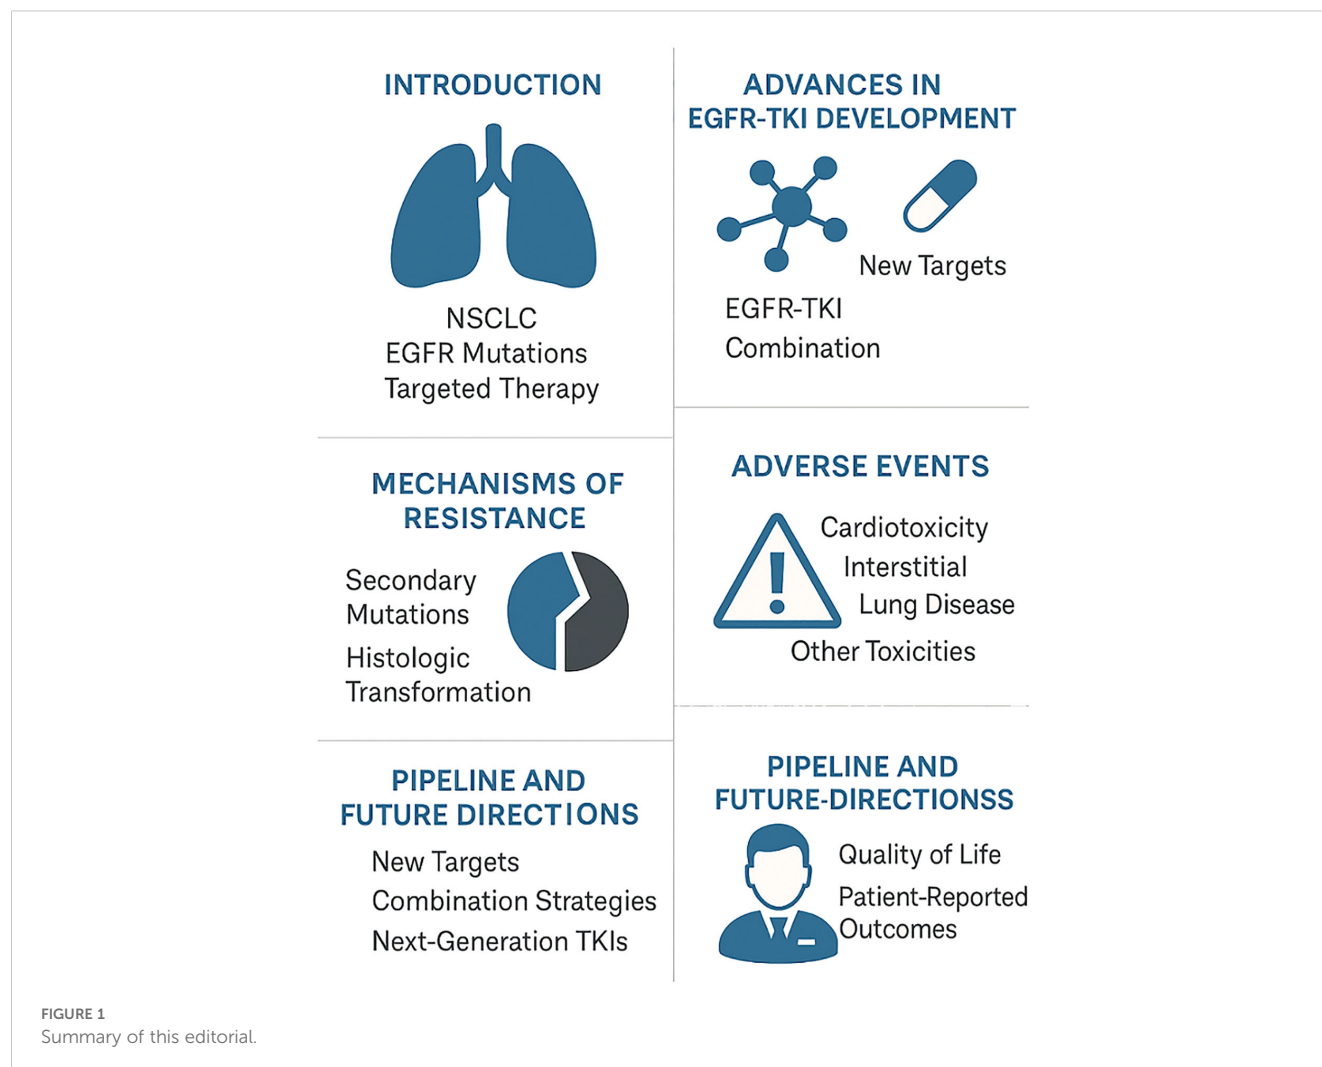 INTRODUCTION
NSCLC
EGFR Mutations
Targeted Therapy
ADVANCES IN
EGFR-TKI DEVELOPMENT
New Targets
EGFR-TKI
Combination
MECHANISMS OF
RESISTANCE
Secondary
Mutations
Histologic
Transformation
ADVERSE EVENTS
Cardiotoxicity
Interstitial
Lung Disease
Other Toxicities
PIPELINE AND
FUTURE DIRECTIONS
New Targets
Combination Strategies
Next-Generation TKIs
PIPELINE AND
FUTURE-DIRECTIONSS
Quality of Life
Patient-Reported
Outcomes
FIGURE 1
Summary of this editorial.